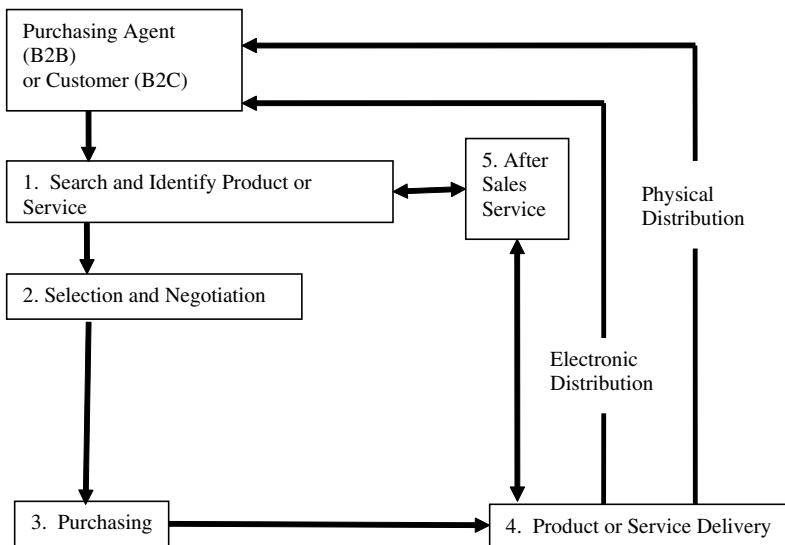 Purchasing Agent
(B2B)
or Customer (B2C)
1. Search and Identify Product or
Service
5. After
Sales
Service
Physical
Distribution
2. Selection and Negotiation
Electronic
Distribution
3. Purchasing
4. Product or Service Delivery